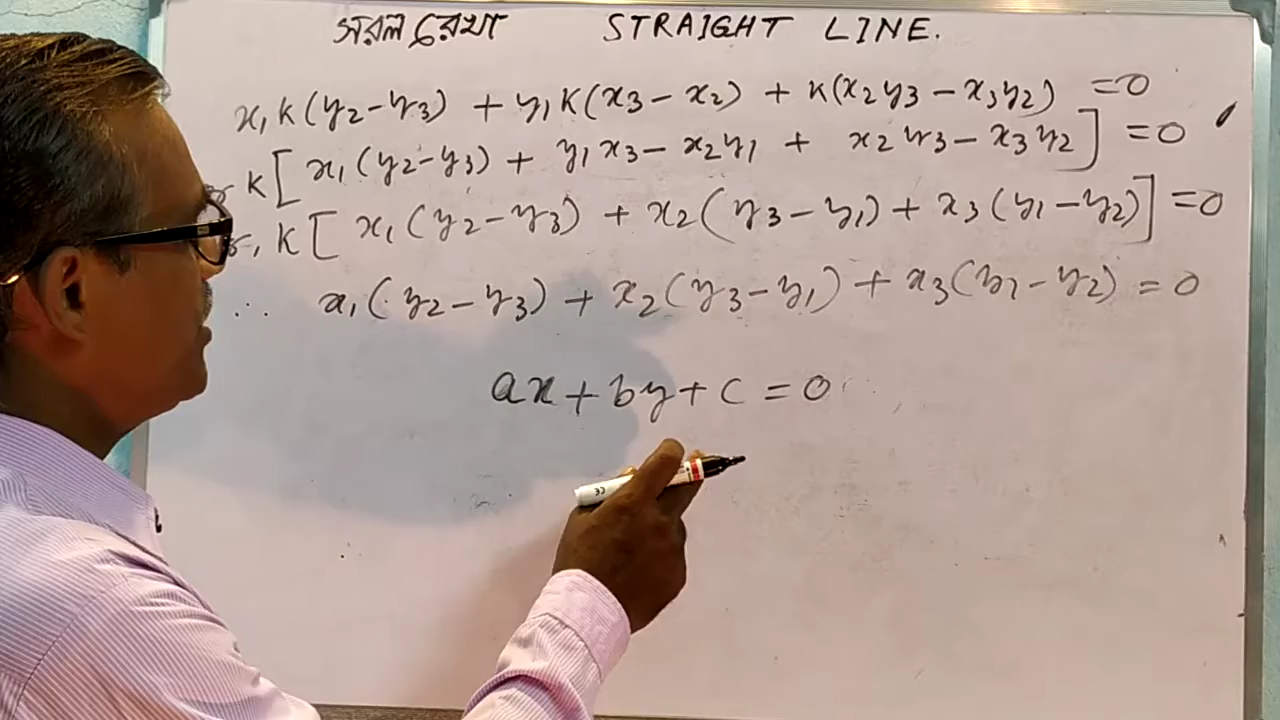 সরল রেখা STRAIGHT LINE.
x₁K(y₂-y₃) + y₁K(x₃-x₂) + K(x₂y₃-x₃y₂) =0
K[x₁(y₂-y₃) + y₁x₃-x₂y₁ + x₂y₃-x₃y₂] =0
K[x₁(y₂-y₃) + x₂(y₃-y₁) + x₃(y₁-y₂)] =0
∴ x₁(y₂-y₃) + x₂(y₃-y₁) + x₃(y₁-y₂) = 0
ax+by+c=0